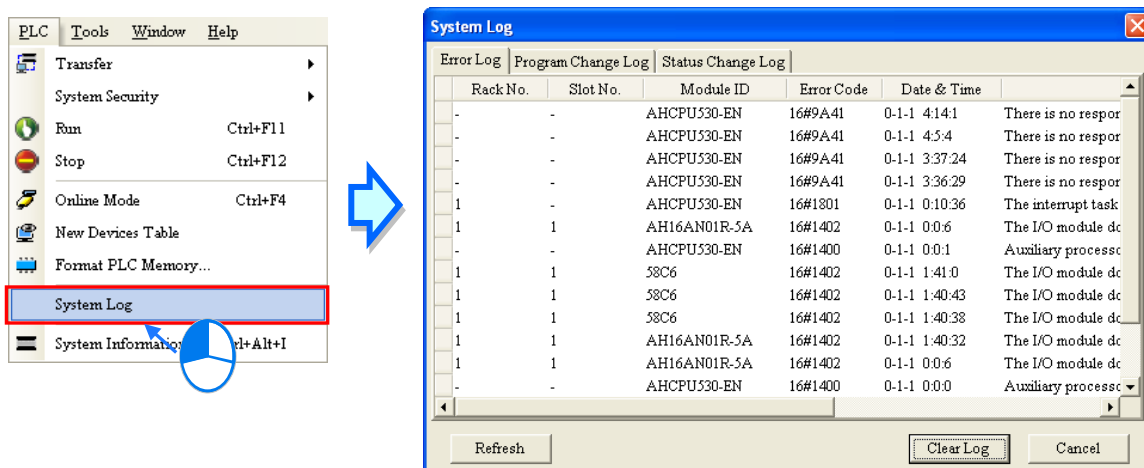 PLC Tools Window Help
Transfer
System Security
Run Ctrl+F11
Stop Ctrl+F12
Online Mode Ctrl+F4
New Devices Table
Format PLC Memory...
System Log
System Information
System Log
Error Log Program Change Log Status Change Log
Rack No. Slot No. Module ID Error Code Date & Time
- - AHCPU530-EN 16#9A41 0-1-1 4:14:1 There is no respor
- - AHCPU530-EN 16#9A41 0-1-1 4:5:4 There is no respor
- - AHCPU530-EN 16#9A41 0-1-1 3:37:24 There is no respor
- - AHCPU530-EN 16#9A41 0-1-1 3:36:29 There is no respor
1 - AHCPU530-EN 16#1801 0-1-1 0:10:36 The interrupt task
1 1 AH16AN01R-5A 16#1402 0-1-1 0:0:6 The I/O module do
- - AHCPU530-EN 16#1400 0-1-1 0:0:1 Auxiliary processo
1 1 58C6 16#1402 0-1-1 1:41:0 The I/O module do
1 1 58C6 16#1402 0-1-1 1:40:43 The I/O module do
1 1 58C6 16#1402 0-1-1 1:40:38 The I/O module do
1 1 AH16AN01R-5A 16#1402 0-1-1 1:40:32 The I/O module do
1 1 AH16AN01R-5A 16#1402 0-1-1 0:0:6 The I/O module do
- - AHCPU530-EN 16#1400 0-1-1 0:0:0 Auxiliary processo
Refresh Clear Log Cancel